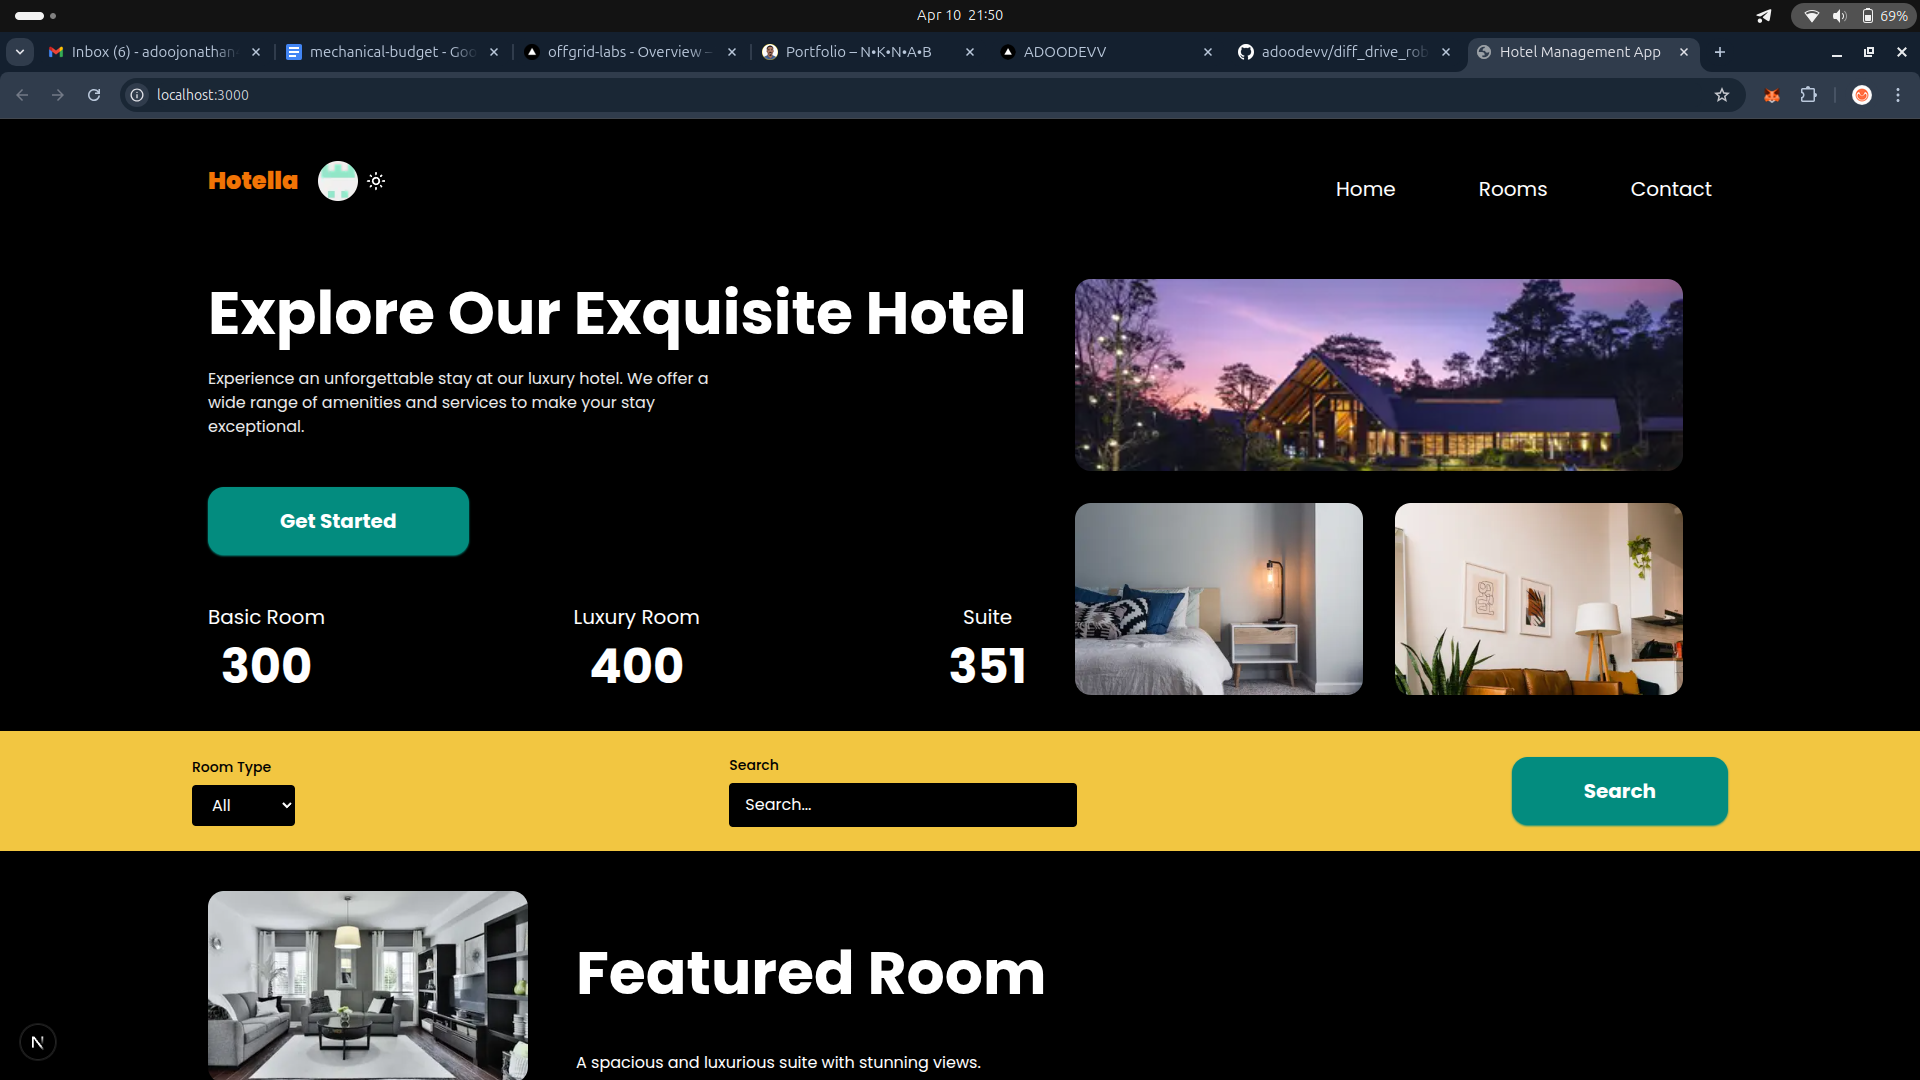 Apr 10 21:50
69%
Inbox (6) - adoojonathan
mechanical-budget - Goo
offgrid-labs - Overview –
Portfolio – N•K•N•A•B
ADOODEVV
adoodevv/diff_drive_rob
Hotel Management App
localhost:3000
Hotella
Home
Rooms
Contact
Explore Our Exquisite Hotel
Experience an unforgettable stay at our luxury hotel. We offer a
wide range of amenities and services to make your stay
exceptional.
Get Started
Basic Room
Luxury Room
Suite
300
400
351
Room Type
Search
All
Search...
Search
Featured Room
A spacious and luxurious suite with stunning views.
N